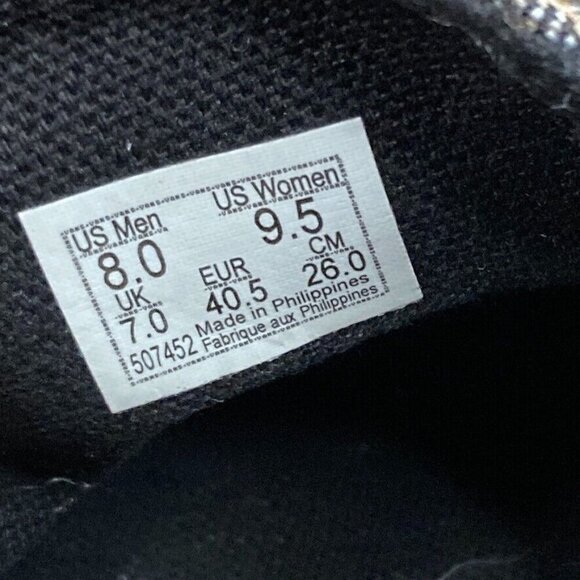 US Men US Women
8.0 9.5
UK EUR CM
7.0 40.5 26.0
507452 Made in Philippines
Fabrique aux Philippines